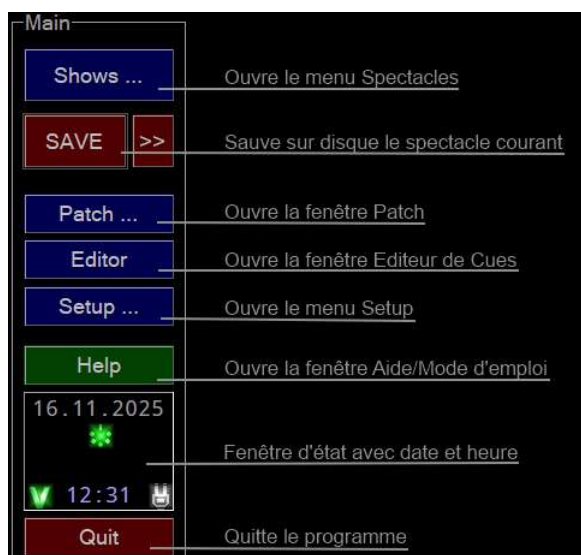 Main
Shows ... Ouvre le menu Spectacles
SAVE >> Sauve sur disque le spectacle courant
Patch ... Ouvre la fenêtre Patch
Editor Ouvre la fenêtre Editeur de Cues
Setup ... Ouvre le menu Setup
Help Ouvre la fenêtre Aide/Mode d'emploi
16.11.2025
Fenêtre d'état avec date et heure
12:31
Quit Quitte le programme